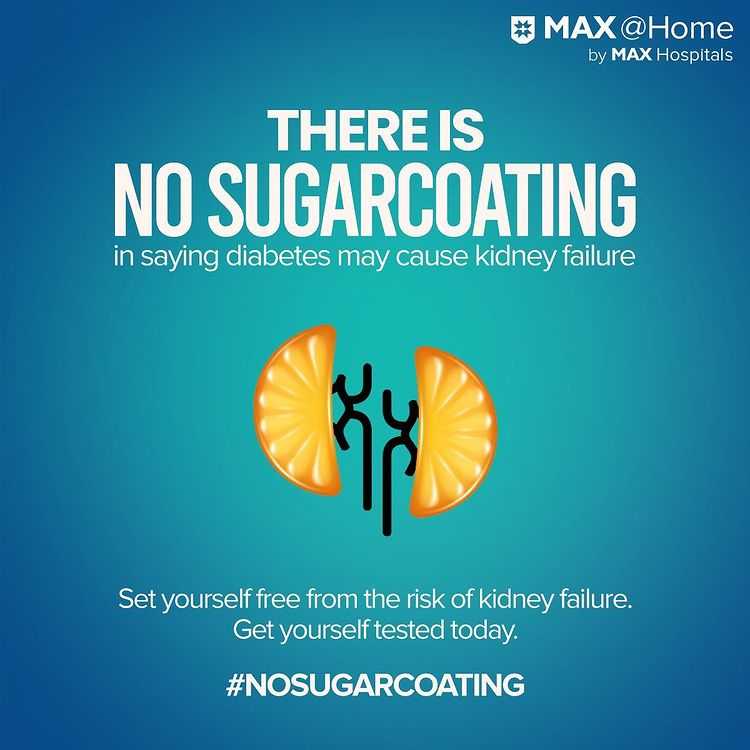 MAX @Home
by MAX Hospitals
THERE IS
NO SUGARCOATING
in saying diabetes may cause kidney failure
Set yourself free from the risk of kidney failure.
Get yourself tested today.
#NOSUGARCOATING